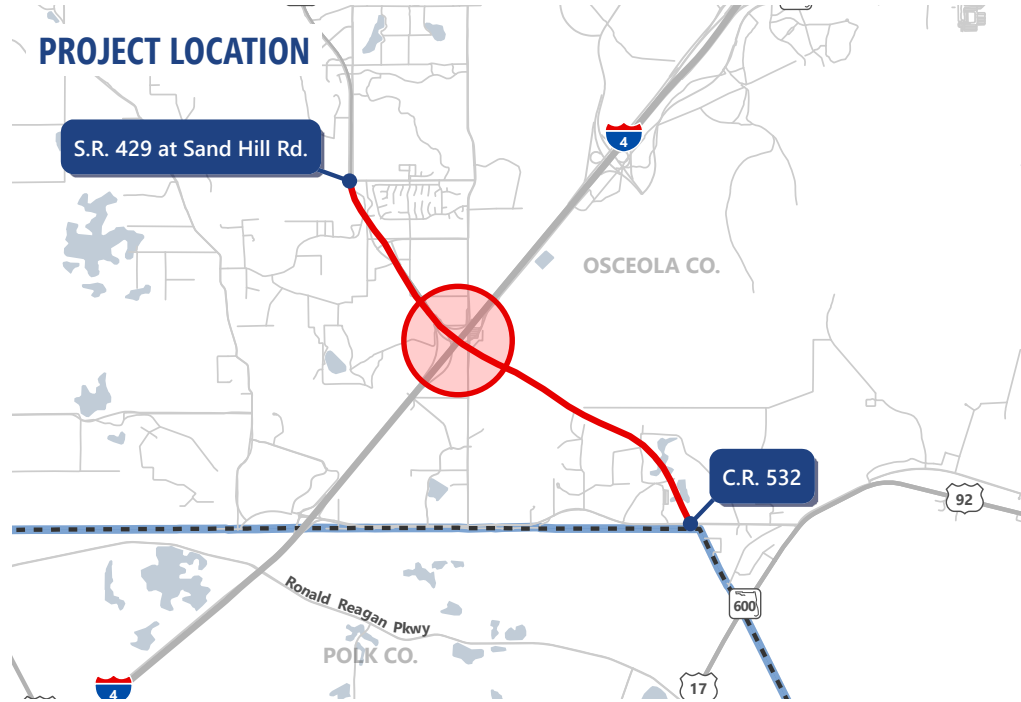 PROJECT LOCATION
4
S.R. 429 at Sand Hill Rd.
OSCEOLA CO.
C.R. 532
92
Ronald Reagan Pkwy
600
POLK CO.
17
4